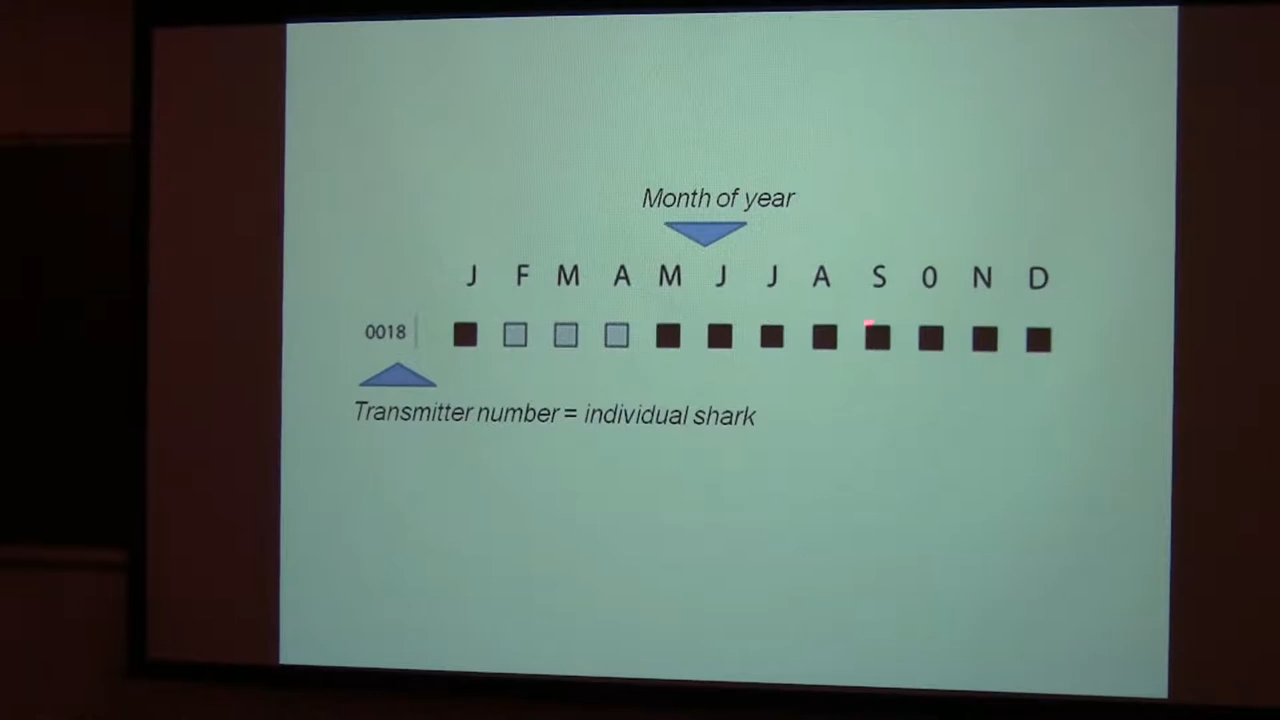 Month of year
J F M A M J J A S 0 N D
0018
Transmitter number = individual shark